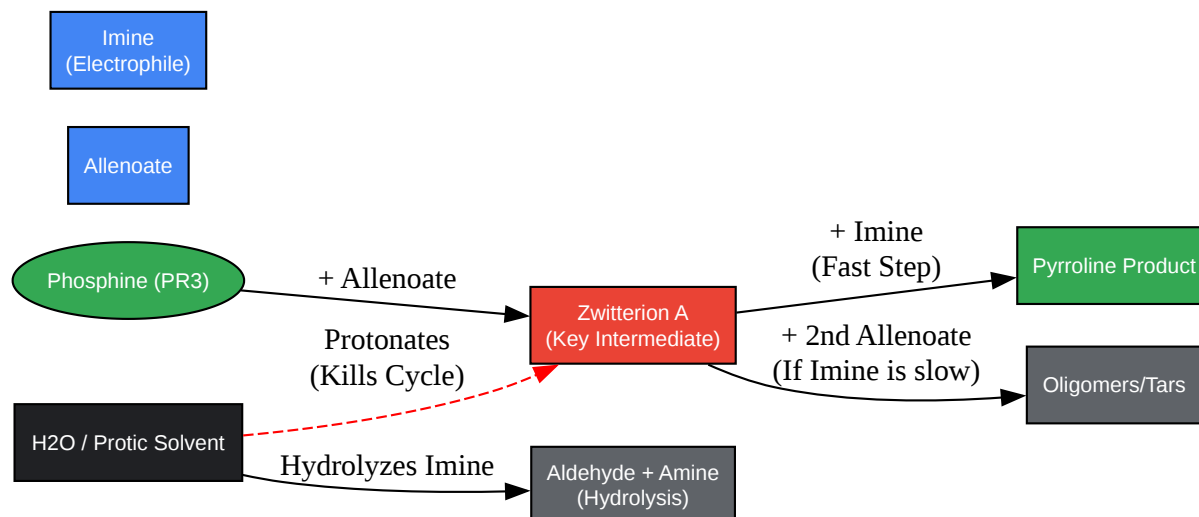 Imine
(Electrophile)
Allenoate
Phosphine (PR3)
+ Allenoate
Protonates
(Kills Cycle)
H2O / Protic Solvent
Hydrolyzes Imine
Zwitterion A
(Key Intermediate)
Aldehyde + Amine
(Hydrolysis)
+ Imine
(Fast Step)
+ 2nd Allenoate
(If Imine is slow)
Pyrroline Product
Oligomers/Tars